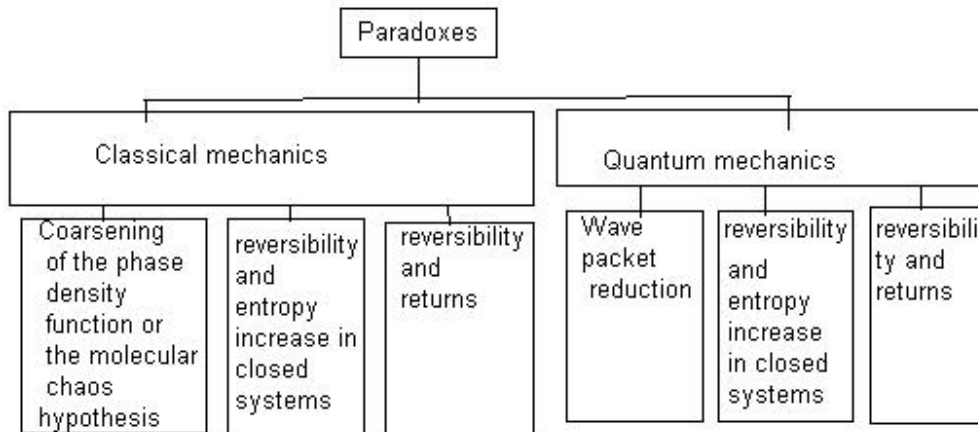 Paradoxes
Classical mechanics
Quantum mechanics
Coarsening
of the phase
density
function or
the molecular
chaos
hypothesis
reversibility
and
entropy
increase in
closed
systems
reversibility
and
returns
Wave
packet
reduction
reversibility
and
entropy
increase
in closed
systems
reversibili
ty and
returns